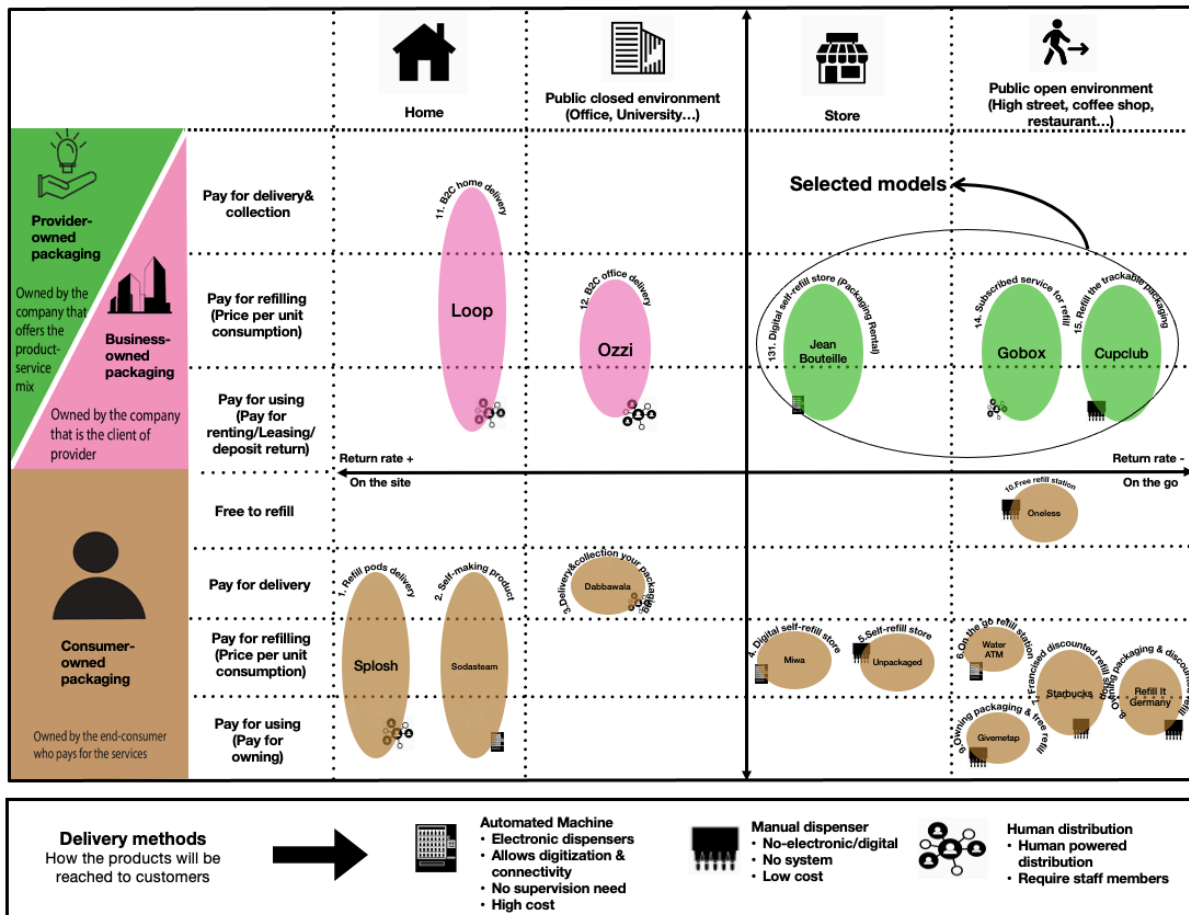 Home
Public closed environment
(Office, University...)
Store
Public open environment
(High street, coffee shop,
restaurant...)
Provider-
owned
packaging
Owned by the
company that
offers the
product-
service
mix
Business-
owned
packaging
Owned by the company
that is the client of
provider
Pay for delivery&
collection
Pay for refilling
(Price per unit
consumption)
Pay for using
(Pay for
renting/Leasing/
deposit return)
11. B2C home delivery
Loop
12. B2C office delivery
Ozzi
Selected models
131. Digital self-refill store (Packaging Rental)
Jean
Bouteille
14. Subscribed service for refill
Gobox
15. Refill the trackable packaging
Cupclub
Return rate +
Return rate -
On the site
On the go
Consumer-
owned
packaging
Owned by the end-consumer
who pays for the services
Free to refill
Pay for delivery
Pay for refilling
(Price per unit
consumption)
Pay for using
(Pay for
owning)
10.Free refill station
Oneless
1. Refill pods delivery
Splosh
2. Self-making product
Sodasteam
3.Delivery&collection your packaging
Dabbawala
4. Digital self-refill store
Miwa
5.Self-refill store
Unpackaged
6.On the go refill station
Water
ATM
7. Francised discounted refill shop
Starbucks
8. Owning packaging & discounted refill
Refill It
Germany
9. Owning packaging & free refill
Givemetap
Delivery methods
How the products will be
reached to customers
Automated Machine
• Electronic dispensers
• Allows digitization &
connectivity
• No supervision need
• High cost
Manual dispenser
• No-electronic/digital
• No system
• Low cost
Human distribution
• Human powered
distribution
• Require staff members